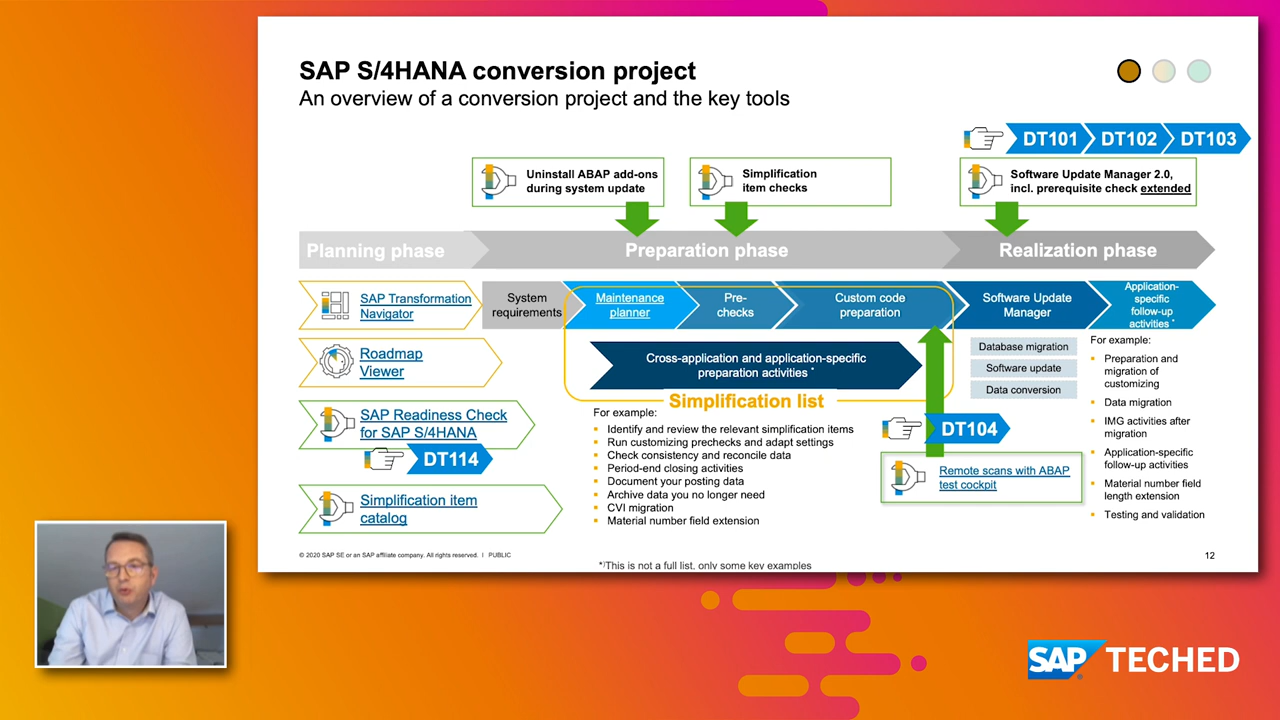 SAP S/4HANA conversion project
An overview of a conversion project and the key tools
DT101
DT102
DT103
Uninstall ABAP add-ons
during system update
Simplification
item checks
Software Update Manager 2.0,
incl. prerequisite check extended
Planning phase
Preparation phase
Realization phase
SAP Transformation
Navigator
System
requirements
Maintenance
planner
Pre-
checks
Custom code
preparation
Software Update
Manager
Application-
specific
follow-up
activities *
Roadmap
Viewer
Cross-application and application-specific
preparation activities *
Simplification list
Database migration
Software update
Data conversion
For example:
▪ Preparation and
migration of
customizing
▪ Data migration
▪ IMG activities after
migration
▪ Application-specific
follow-up activities
▪ Material number field
length extension
▪ Testing and validation
SAP Readiness Check
for SAP S/4HANA
DT114
Simplification item
catalog
For example:
▪ Identify and review the relevant simplification items
▪ Run customizing prechecks and adapt settings
▪ Check consistency and reconcile data
▪ Period-end closing activities
▪ Document your posting data
▪ Archive data you no longer need
▪ CVI migration
▪ Material number field extension
DT104
Remote scans with ABAP
test cockpit
© 2020 SAP SE or an SAP affiliate company. All rights reserved. I PUBLIC
12
*)This is not a full list, only some key examples
SAP TECHED